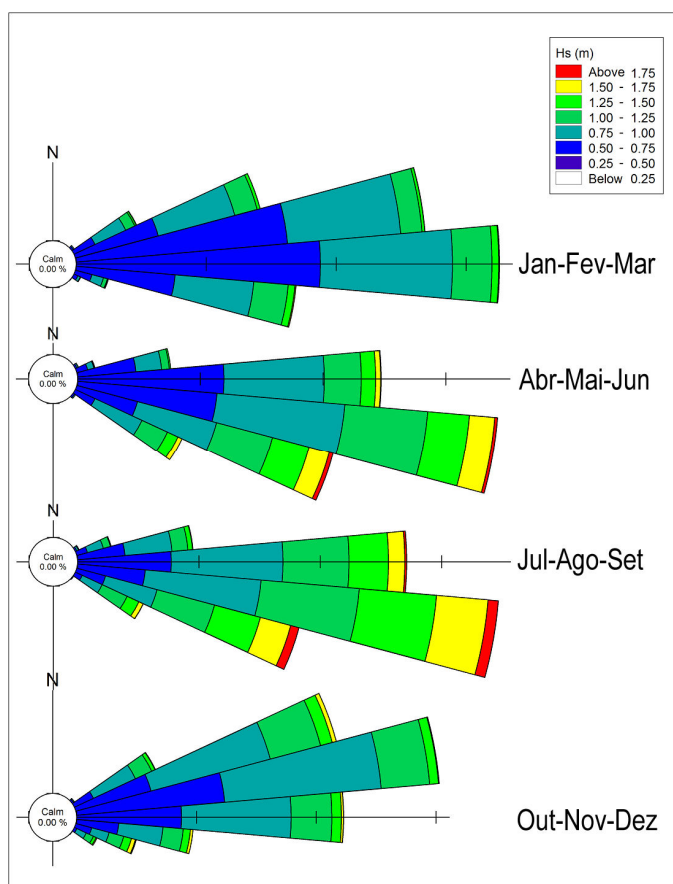 Hs (m)
Above 1.75
1.50 - 1.75
1.25 - 1.50
1.00 - 1.25
0.75 - 1.00
0.50 - 0.75
0.25 - 0.50
Below 0.25
N
Calm
0.00 %
Jan-Fev-Mar
N
Calm
0.00 %
Abr-Mai-Jun
N
Calm
0.00 %
Jul-Ago-Set
N
Calm
0.00 %
Out-Nov-Dez